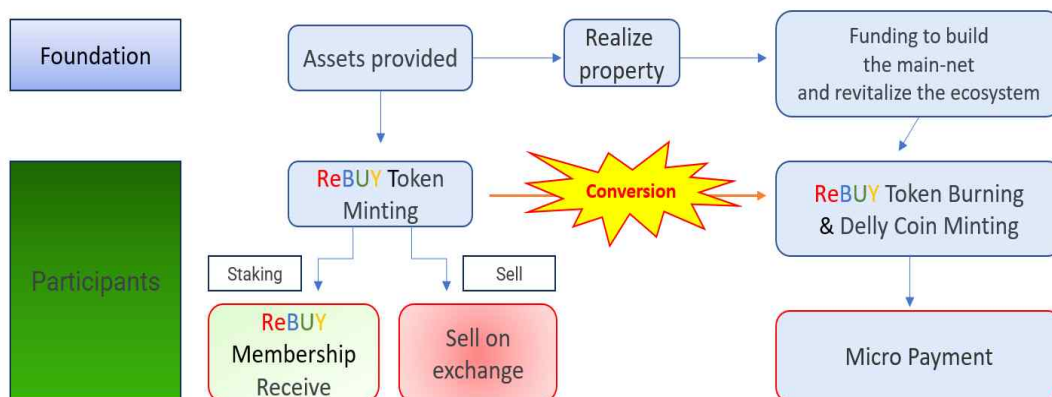 Foundation
Assets provided
Realize
property
Funding to build
the main-net
and revitalize the ecosystem
Participants
ReBUY Token
Minting
Conversion
ReBUY Token Burning
& Delly Coin Minting
Staking
Sell
ReBUY
Membership
Receive
Sell on
exchange
Micro Payment